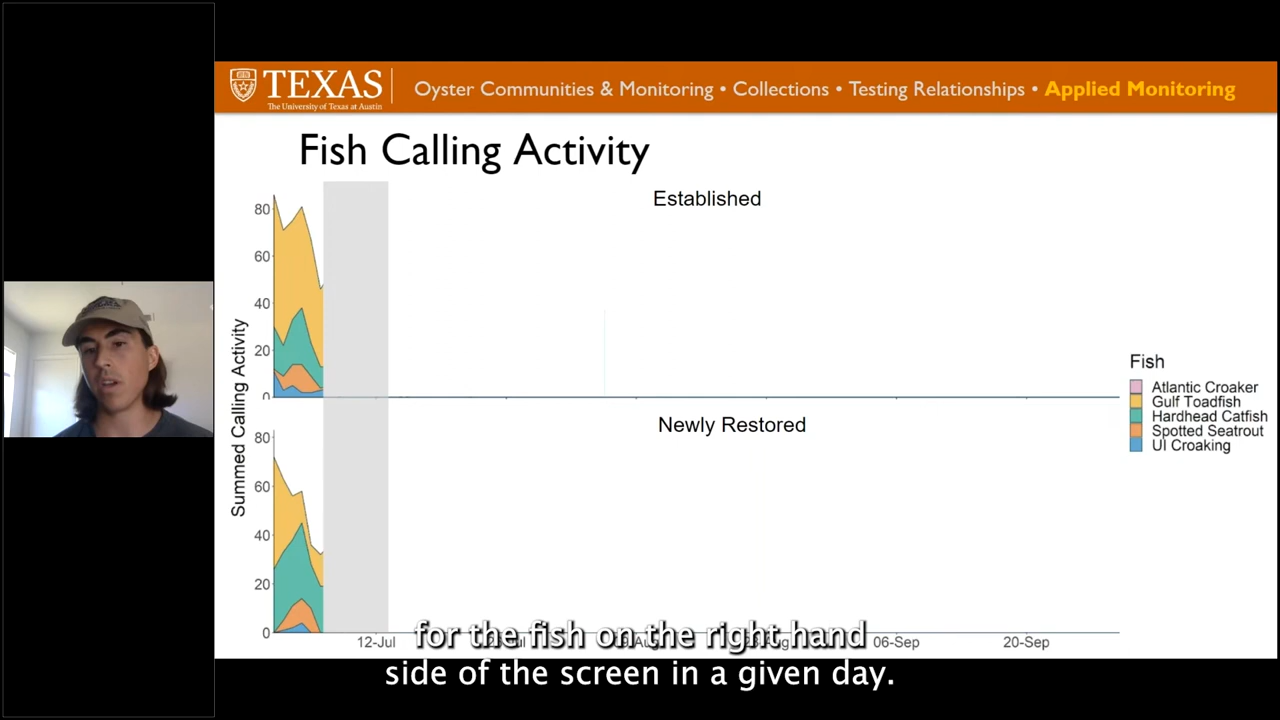 TEXAS
The University of Texas at Austin
Oyster Communities & Monitoring • Collections • Testing Relationships • Applied Monitoring
Fish Calling Activity
Established
80
60
40
20
0
Summed Calling Activity
Newly Restored
80
60
40
20
0
12-Jul
06-Sep
20-Sep
Fish
Atlantic Croaker
Gulf Toadfish
Hardhead Catfish
Spotted Seatrout
UI Croaking
for the fish on the right hand
side of the screen in a given day.